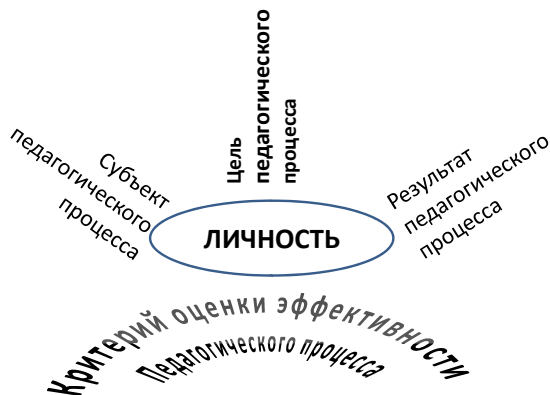 Субъект
педагогического
процесса
Цель
педагогического
процесса
Результат
педагогического
процесса
ЛИЧНОСТЬ
Критерий оценки эффективности
Педагогического процесса